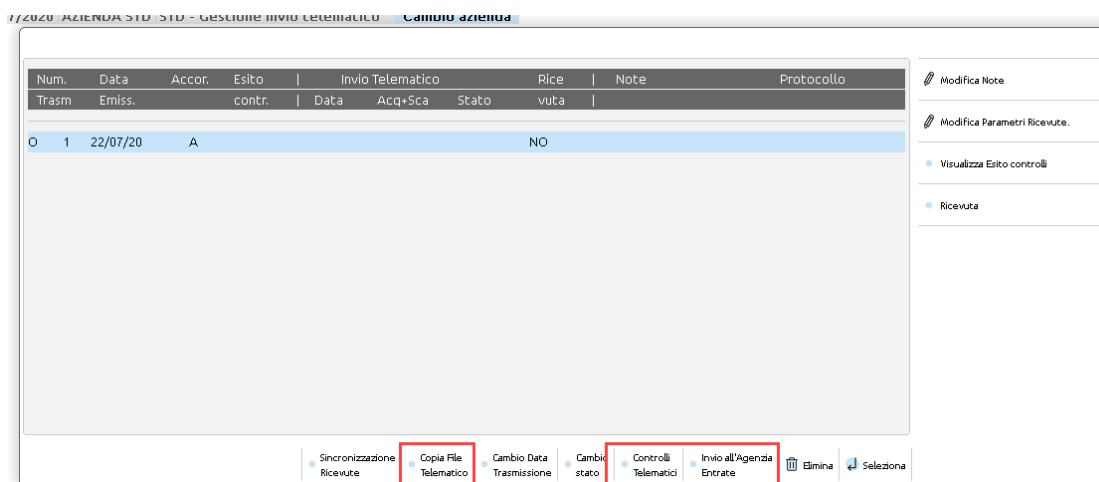 7/2020 AZIENDA STD STD - Gestione invio telematico Cambio azienda
Num. Data Accor. Esito | Invio Telematico Rice | Note Protocollo
Trasm Emiss. contr. | Data Acq+Sca Stato vuta |
O 1 22/07/20 A NO
Modifica Note
Modifica Parametri Ricevute.
Visualizza Esito controlli
Ricevuta
Sincronizzazione Ricevute
Copia File Telematico
Cambio Data Trasmissione
Cambio stato
Controlli Telematici
Invio all'Agenzia Entrate
Elimina
Seleziona